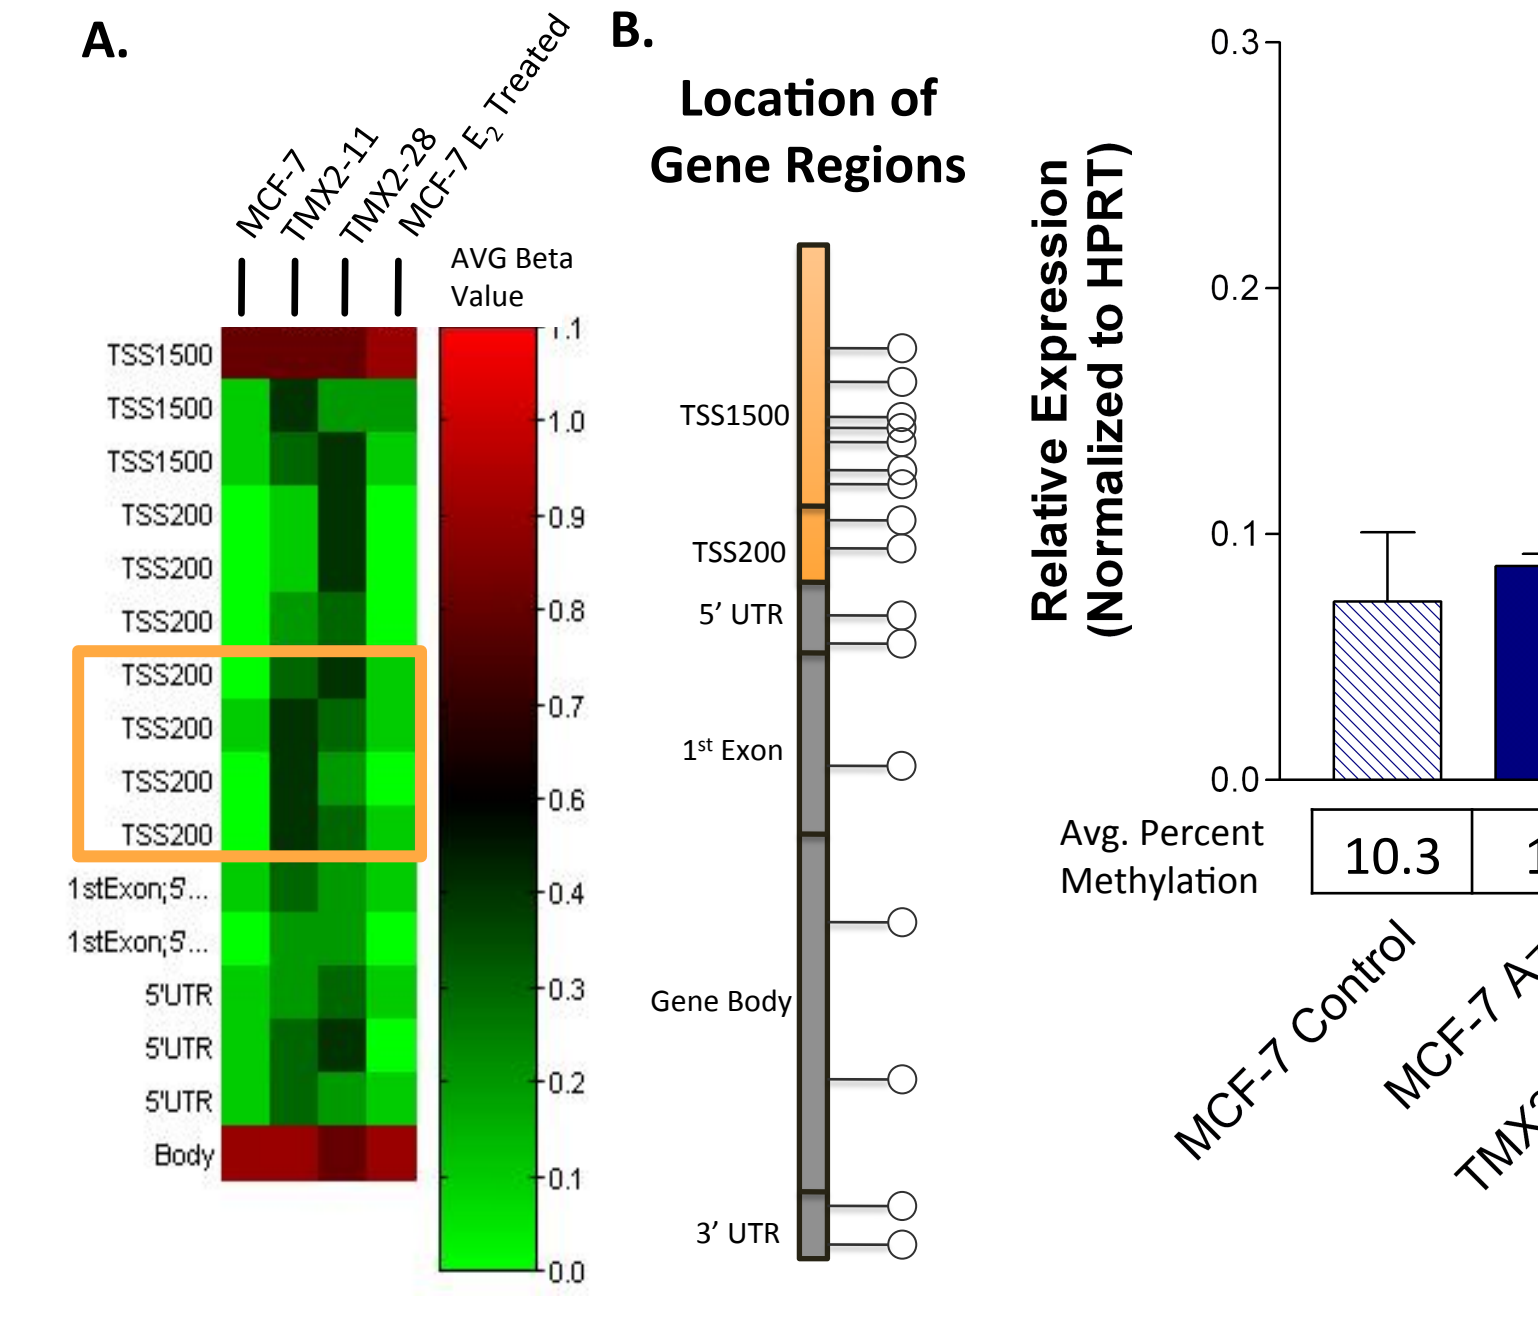 A.
MCF-7
TMX2-11
TMX2-28
MCF-7 E2 Treated
AVG Beta
Value
1.1
1.0
0.9
0.8
0.7
0.6
0.4
0.3
0.2
0.1
0.0
TSS1500
TSS1500
TSS1500
TSS200
TSS200
TSS200
TSS200
TSS200
TSS200
TSS200
1stExon;5'...
1stExon;5'...
5'UTR
5'UTR
5'UTR
Body
B.
Location of
Gene Regions
TSS1500
TSS200
5’ UTR
1st Exon
Gene Body
3’ UTR
Relative Expression
(Normalized to HPRT)
0.3
0.2
0.1
0.0
Avg. Percent
Methylation
10.3
MCF-7 Control
MCF-7